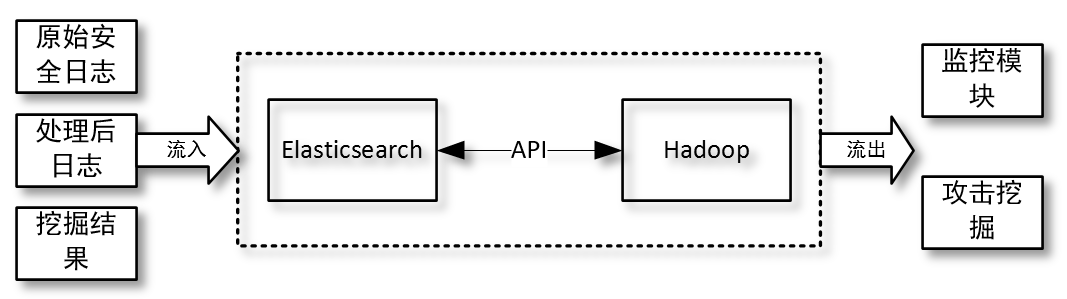 原始安
全日志
处理后
日志
挖掘结
果
流入
Elasticsearch
API
Hadoop
流出
监控模
块
攻击挖
掘